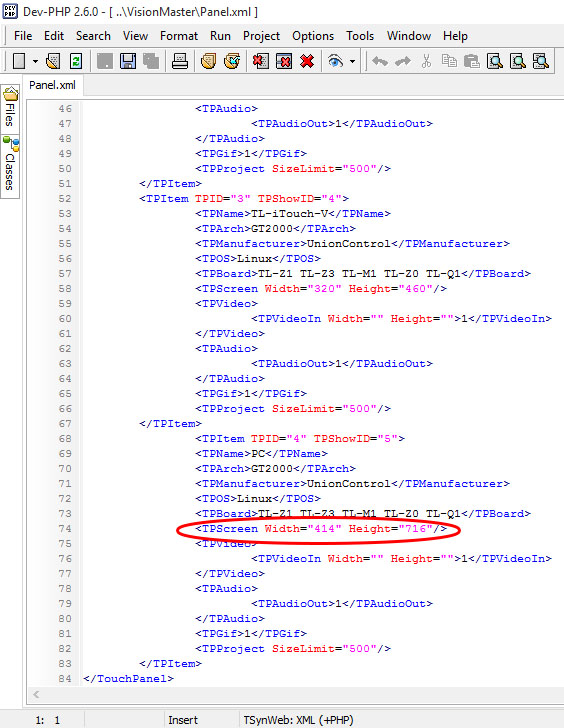 DEV PHP Dev-PHP 2.6.0 - [ ..\VisionMaster\Panel.xml ]
File Edit Search View Format Run Project Options Tools Window Help
Panel.xml
Files
Classes
46 <TPAudio>
47 <TPAudioOut>1</TPAudioOut>
48 </TPAudio>
49 <TPGif>1</TPGif>
50 <TPProject SizeLimit="500"/>
51 </TPItem>
52 <TPItem TPID="3" TPShowID="4">
53 <TPName>TL-iTouch-V</TPName>
54 <TPArch>GT2000</TPArch>
55 <TPManufacturer>UnionControl</TPManufacturer>
56 <TPOS>Linux</TPOS>
57 <TPBoard>TL-Z1 TL-Z3 TL-M1 TL-Z0 TL-Q1</TPBoard>
58 <TPScreen Width="320" Height="460"/>
59 <TPVideo>
60 <TPVideoIn Width="" Height="">1</TPVideoIn>
61 </TPVideo>
62 <TPAudio>
63 <TPAudioOut>1</TPAudioOut>
64 </TPAudio>
65 <TPGif>1</TPGif>
66 <TPProject SizeLimit="500"/>
67 </TPItem>
68 <TPItem TPID="4" TPShowID="5">
69 <TPName>PC</TPName>
70 <TPArch>GT2000</TPArch>
71 <TPManufacturer>UnionControl</TPManufacturer>
72 <TPOS>Linux</TPOS>
73 <TPBoard>TL-Z1 TL-Z3 TL-M1 TL-Z0 TL-Q1</TPBoard>
74 <TPScreen Width="414" Height="716"/>
75 <TPVideo>
76 <TPVideoIn Width="" Height="">1</TPVideoIn>
77 </TPVideo>
78 <TPAudio>
79 <TPAudioOut>1</TPAudioOut>
80 </TPAudio>
81 <TPGif>1</TPGif>
82 <TPProject SizeLimit="500"/>
83 </TPItem>
84 </TouchPanel>
1: 1 Insert TSynWeb: XML (+PHP)